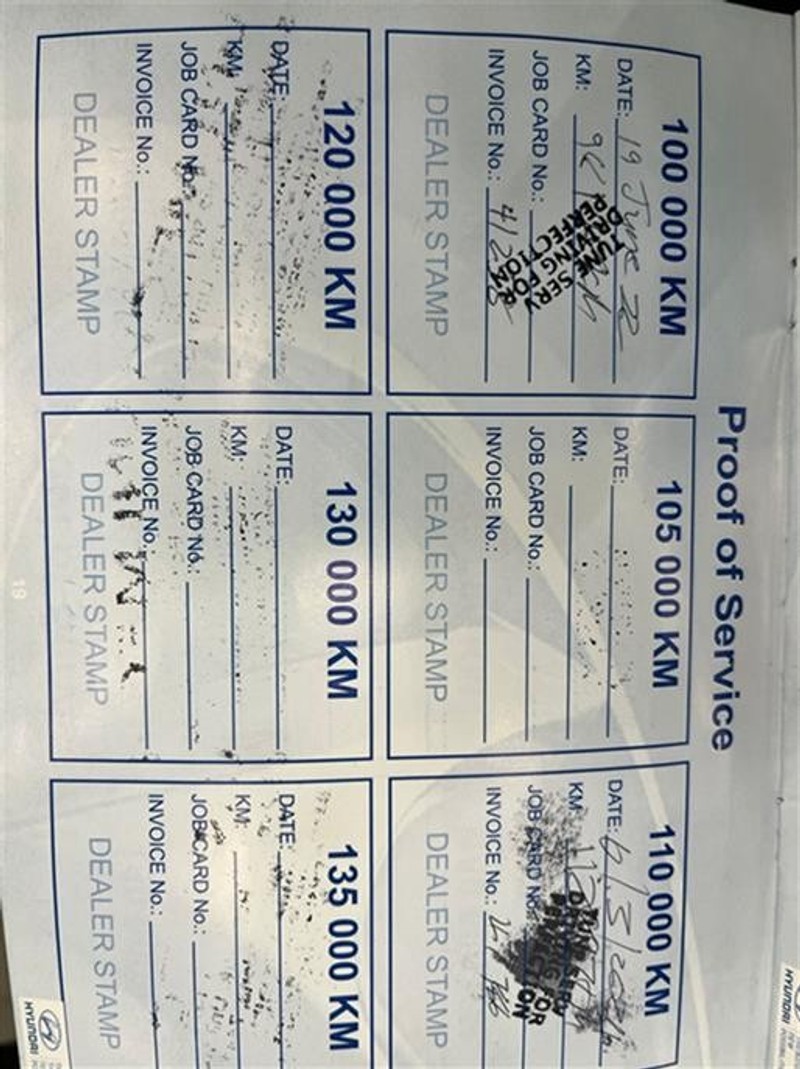 Proof of Service
100 000 KM
DATE: 19 June 22
KM:
JOB CARD No.:
INVOICE No.:
TUNE SERV
DRIVING FOR
PERFECTION
DEALER STAMP
105 000 KM
DATE:
KM:
JOB CARD No.:
INVOICE No.:
DEALER STAMP
110 000 KM
DATE:
KM:
JOB CARD No.:
INVOICE No.:
DEALER STAMP
120 000 KM
DATE:
KM:
JOB CARD No.:
INVOICE No.:
DEALER STAMP
130 000 KM
DATE:
KM:
JOB CARD No.:
INVOICE No.:
DEALER STAMP
135 000 KM
DATE:
KM:
JOB CARD No.:
INVOICE No.:
DEALER STAMP
19
HYUNDAI
HYUNDAI